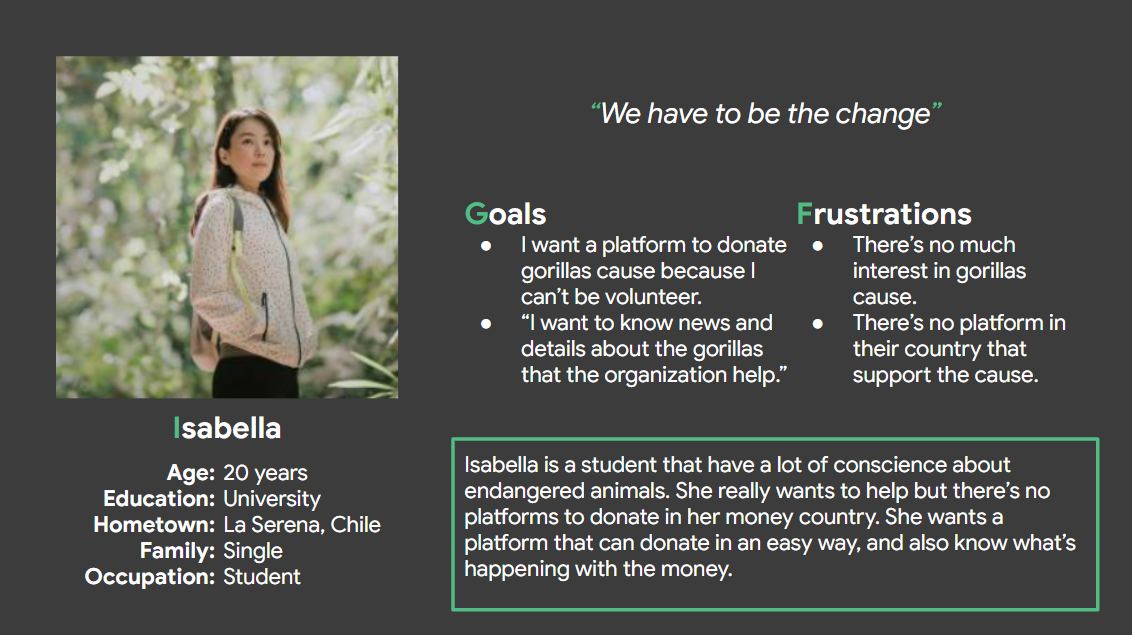 “We have to be the change”
Goals
● I want a platform to donate
gorillas cause because I
can’t be volunteer.
● “I want to know news and
details about the gorillas
that the organization help.”
Frustrations
● There’s no much
interest in gorillas
cause.
● There’s no platform in
their country that
support the cause.
Isabella
Age: 20 years
Education: University
Hometown: La Serena, Chile
Family: Single
Occupation: Student
Isabella is a student that have a lot of conscience about
endangered animals. She really wants to help but there’s no
platforms to donate in her money country. She wants a
platform that can donate in an easy way, and also know what’s
happening with the money.